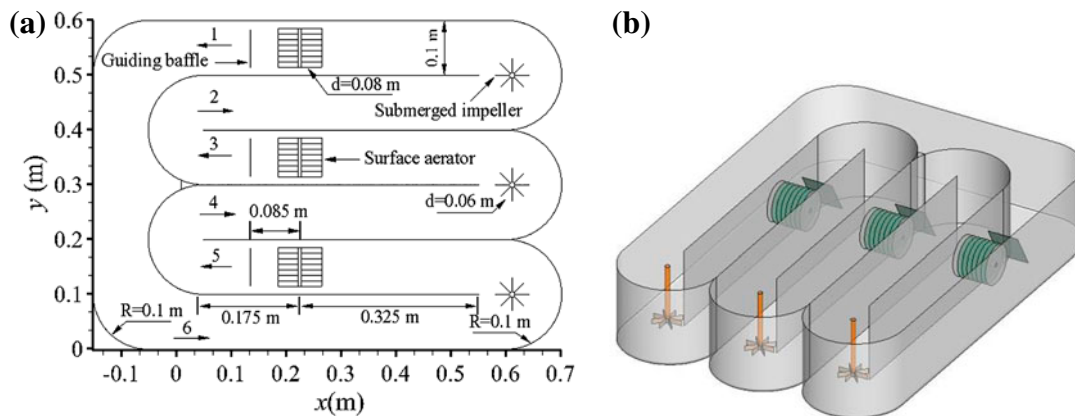 (a)
(b)
0.6
0.5
0.4
0.3
0.2
0.1
0
y (m)
1
Guiding baffle
d=0.08 m
0.1 m
Submerged impeller
2
3
Surface aerator
4
0.085 m
d=0.06 m
5
R=0.1 m
0.175 m
0.325 m
R=0.1 m
6
-0.1 0 0.1 0.2 0.3 0.4 0.5 0.6 0.7
x(m)